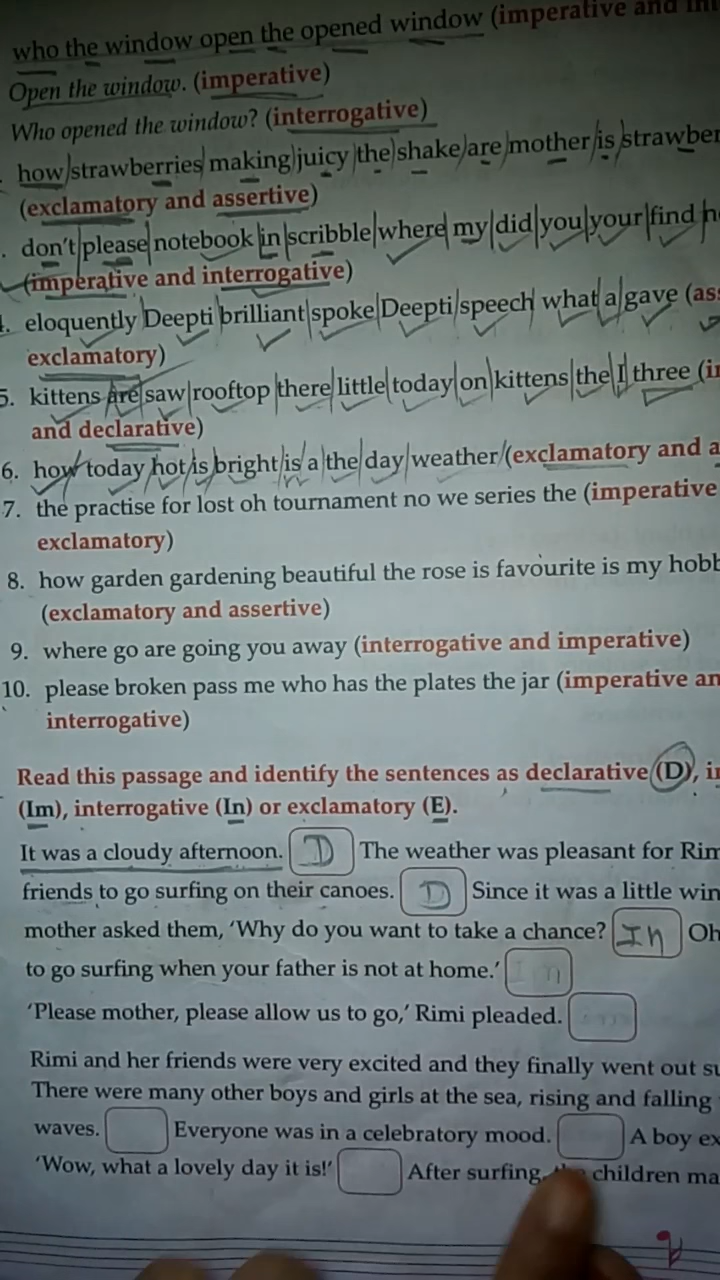 who the window open the opened window (imperative and
Open the window. (imperative)
Who opened the window? (interrogative)
how strawberries making juicy the shake are mother is
(exclamatory and assertive)
don't please notebook in scribble where my did you your find
(imperative and interrogative)
eloquently Deepti brilliant spoke Deepti speech what a gave
exclamatory)
5. kittens are saw rooftop there little today on kittens the I three
and declarative)
6. how today hot is bright is a the day weather (exclamatory and a
7. the practise for lost oh tournament no we series the (imperative
exclamatory)
8. how garden gardening beautiful the rose is favourite is my
(exclamatory and assertive)
9. where go are going you away (interrogative and imperative)
10. please broken pass me who has the plates the jar (imperative an
interrogative)
Read this passage and identify the sentences as declarative (D),
(Im), interrogative (In) or exclamatory (E).
It was a cloudy afternoon. D The weather was pleasant for
friends to go surfing on their canoes. D Since it was a little
mother asked them, 'Why do you want to take a chance? In Oh
to go surfing when your father is not at home.'
'Please mother, please allow us to go,' Rimi pleaded.
Rimi and her friends were very excited and they finally went out
There were many other boys and girls at the sea, rising and falling
waves. Everyone was in a celebratory mood. A boy
'Wow, what a lovely day it is!' After surfing, the children